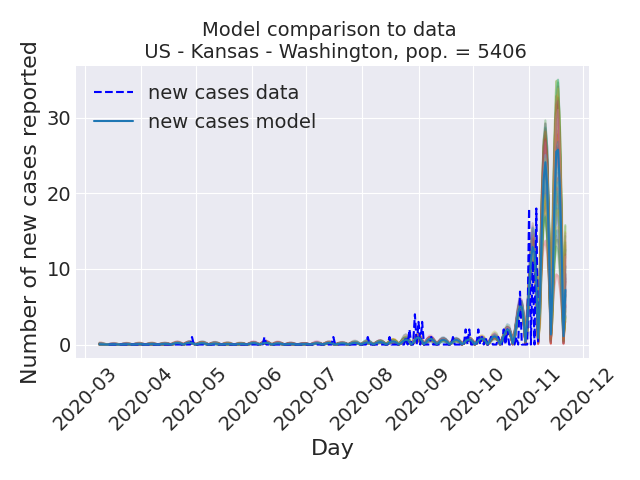 Model comparison to data
US - Kansas - Washington, pop. = 5406
Number of new cases reported
30
20
10
0
new cases data
new cases model
2020-03
2020-04
2020-05
2020-06
2020-07
2020-08
2020-09
2020-10
2020-11
2020-12
Day